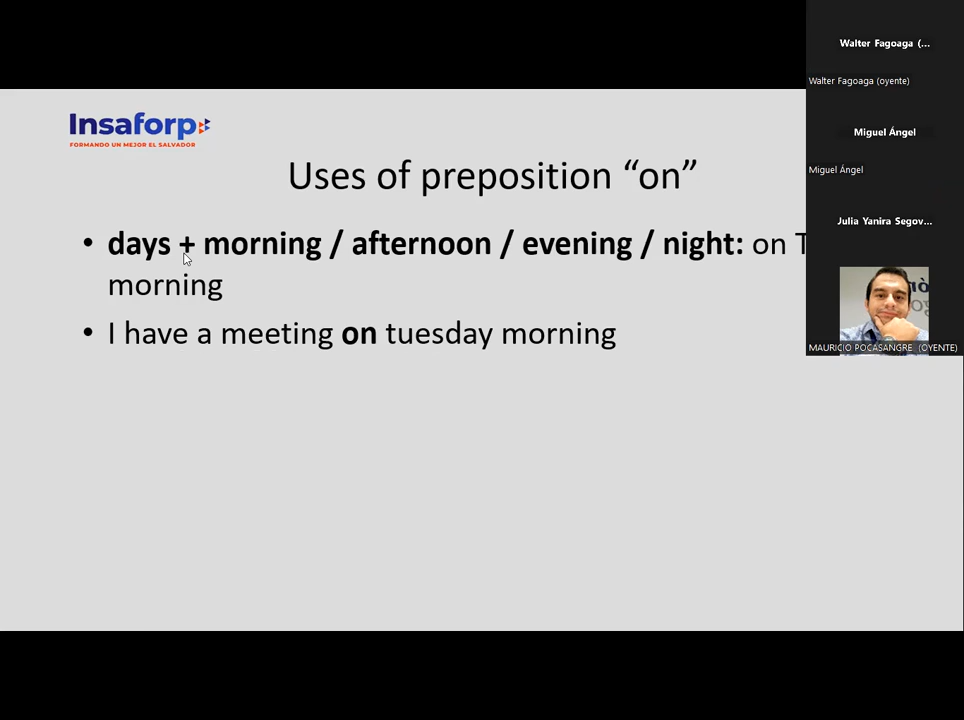 Insaforp
FORMANDO UN MEJOR EL SALVADOR
Uses of preposition “on”
• days + morning / afternoon / evening / night: on T
morning
• I have a meeting on tuesday morning
Walter Fagoaga (...
Walter Fagoaga (oyente)
Miguel Ángel
Miguel Ángel
Julia Yanira Segov...
MAURICIO POCASANGRE (OYENTE)